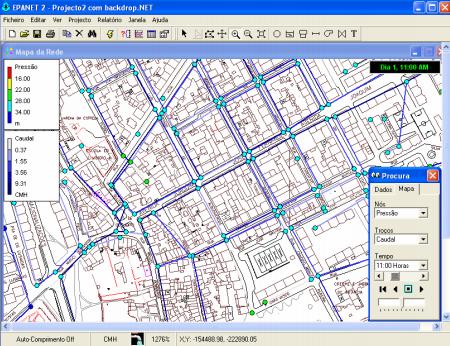 EPANET 2 - Projecto2 com backdrop.NET
Ficheiro Editar Ver Projecto Relatório Janela Ajuda
Mapa da Rede
Dia 1, 11:00 AM
Pressão
16.00
22.00
28.00
34.00
m
Caudal
0.37
1.55
3.56
9.31
CMH
JOAQUIM
Procura
Dados Mapa
Nós
Pressão
Troços
Caudal
Tempo
11:00 Horas
Auto-Comprimento Off CMH 1276% X,Y: -154488.98, -222890.05